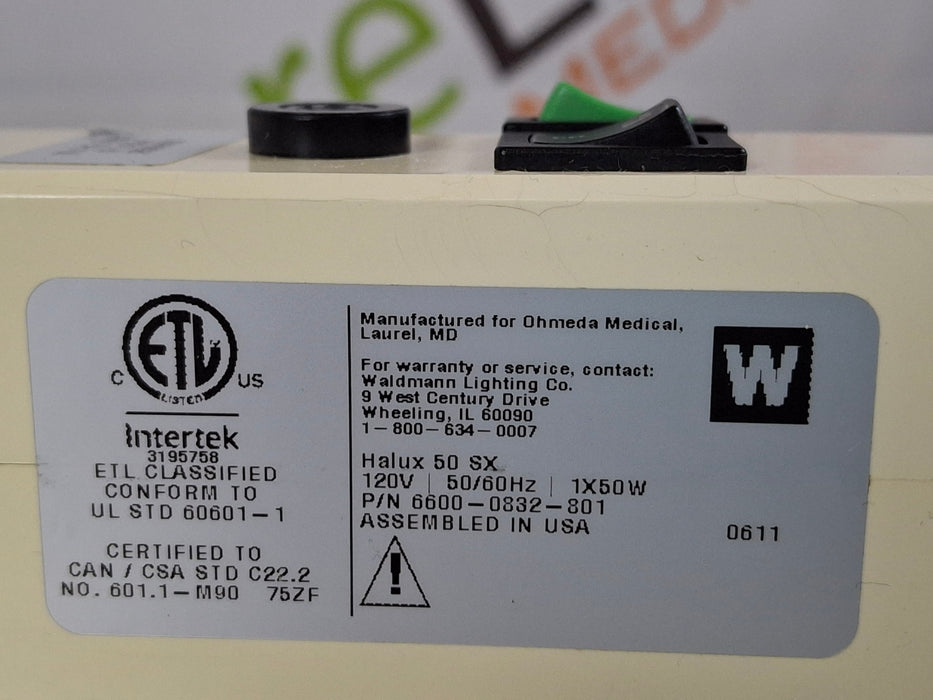 ETL
C US
LISTED
Intertek
3195758
ETL CLASSIFIED
CONFORM TO
UL STD 60601-1
CERTIFIED TO
CAN / CSA STD C22.2
NO. 601.1-M90 75ZF
Manufactured for Ohmeda Medical,
Laurel, MD
For warranty or service, contact:
Waldmann Lighting Co.
9 West Century Drive
Wheeling, IL 60090
1-800-634-0007
Halux 50 SX
120V | 50/60Hz | 1X50W
P/N 6600-0832-801
ASSEMBLED IN USA
!
W
0611